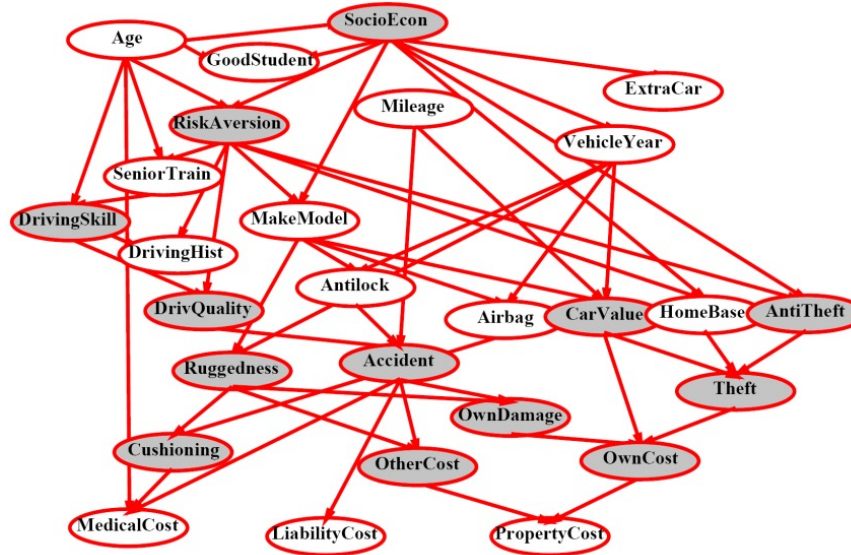 SocioEcon
Age
GoodStudent
ExtraCar
Mileage
RiskAversion
VehicleYear
SeniorTrain
DrivingSkill
MakeModel
DrivingHist
Antilock
DrivQuality
Airbag
CarValue
HomeBase
AntiTheft
Ruggedness
Accident
Theft
OwnDamage
Cushioning
OtherCost
OwnCost
MedicalCost
LiabilityCost
PropertyCost